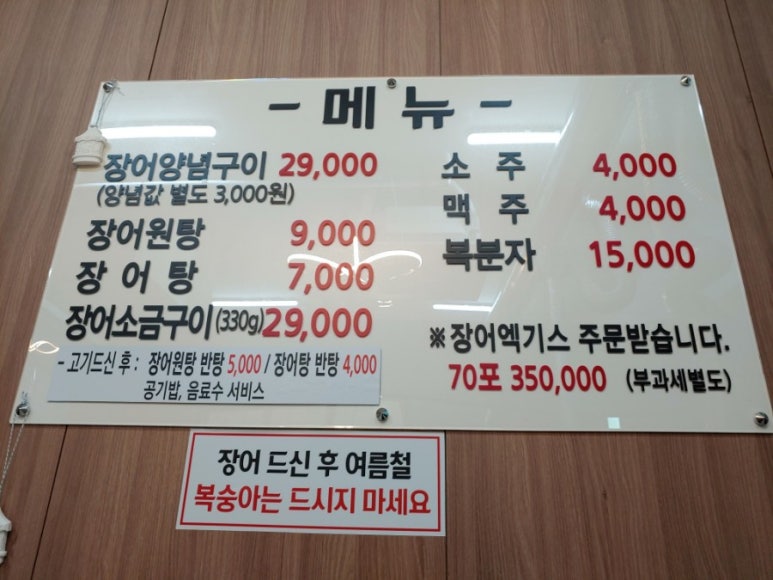 - 메 뉴 -
장어양념구이 29,000
(양념값 별도 3,000원)
장어원탕 9,000
장 어 탕 7,000
장어소금구이(330g) 29,000
- 고기드신 후 : 장어원탕 반탕 5,000 / 장어탕 반탕 4,000
공기밥, 음료수 서비스
소 주 4,000
맥 주 4,000
복분자 15,000
※ 장어엑기스 주문받습니다.
70포 350,000 (부과세별도)
장어 드신 후 여름철
복숭아는 드시지 마세요